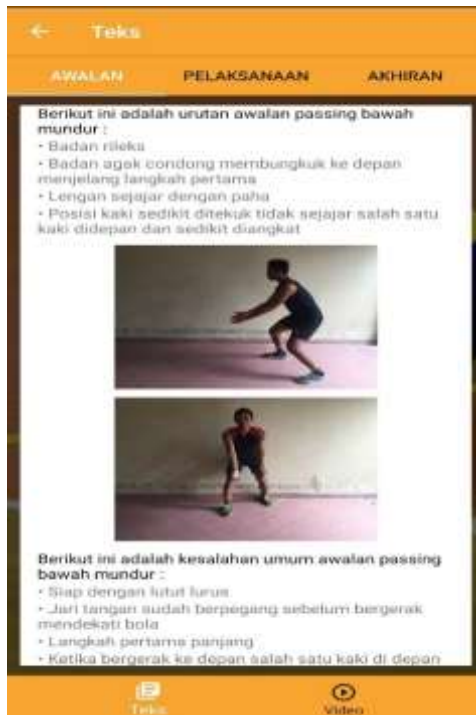 Teks
AWALAN PELAKSANAAN AKHIRAN
Berikut ini adalah urutan awalan passing bawah
mundur :
• Badan rileks
• Badan agak condong membungkuk ke depan
menjelang langkah pertama
• Lengan sejajar dengan paha
• Posisi kaki sedikit ditekuk tidak sejajar salah satu
kaki didepan dan sedikit diangkat
Berikut ini adalah kesalahan umum awalan passing
bawah mundur :
• Siap dengan lutut lurus
• Jari tangan sudah berpegang sebelum bergerak
mendekati bola
• Langkah pertama panjang
• Ketika bergerak ke depan salah satu kaki di depan
Teks Video